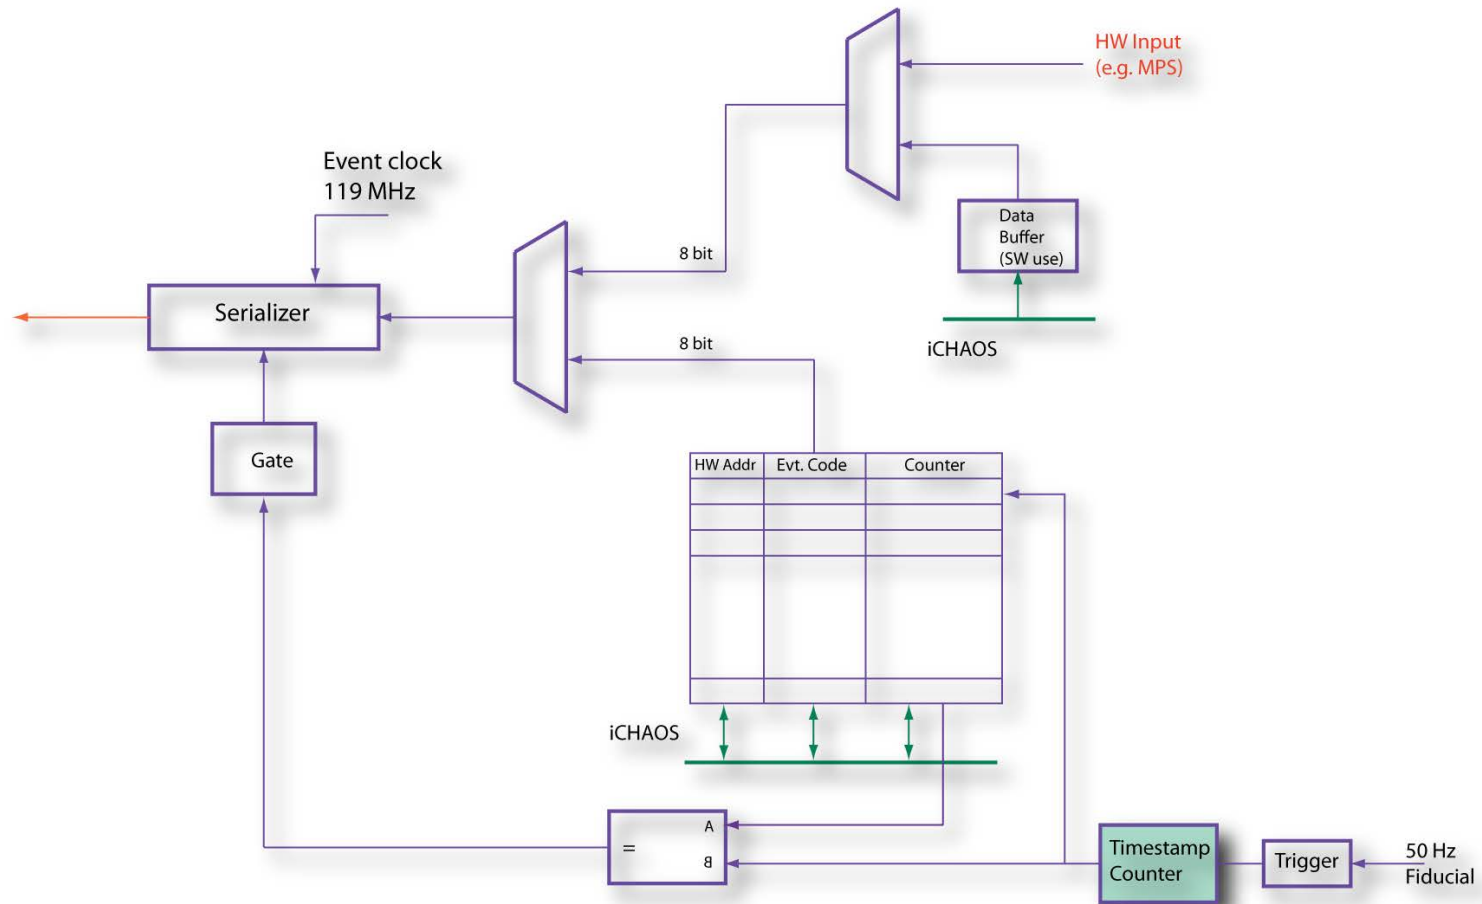 HW Input
(e.g. MPS)
Event clock
119 MHz
Data
Buffer
(SW use)
8 bit
Serializer
8 bit
iCHAOS
Gate
HW Addr Evt. Code Counter
iCHAOS
A
=
B
Timestamp
Counter
Trigger
50 Hz
Fiducial